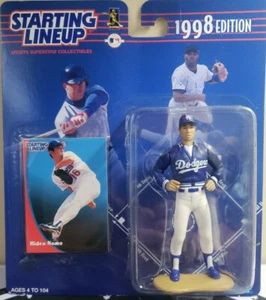 STARTING
LINEUP
SPORTS SUPERSTAR COLLECTIBLES
1998 EDITION
STARTING
LINEUP
Hideo Nomo
16
Dodgers
AGES 4 TO 104